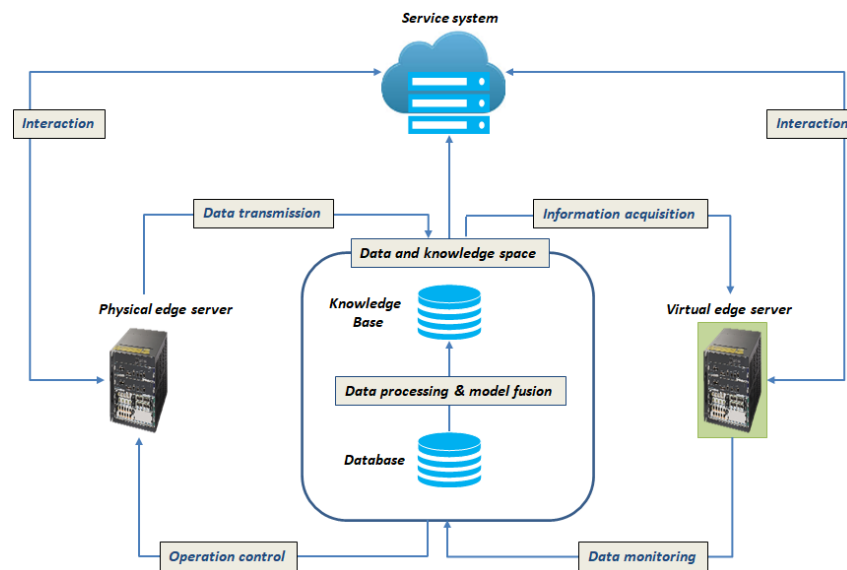 Service system
Interaction
Interaction
Data transmission
Information acquisition
Data and knowledge space
Physical edge server
Knowledge
Base
Virtual edge server
Data processing & model fusion
Database
Operation control
Data monitoring